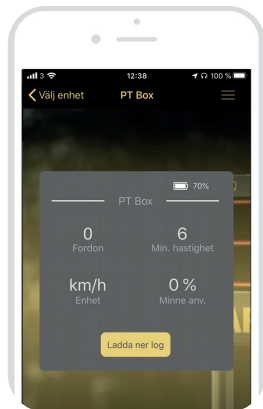 3 12:38 100 %
Välj enhet PT Box
70%
PT Box
0 6
Fordon Min. hastighet
km/h 0 %
Enhet Minne anv.
Ladda ner log